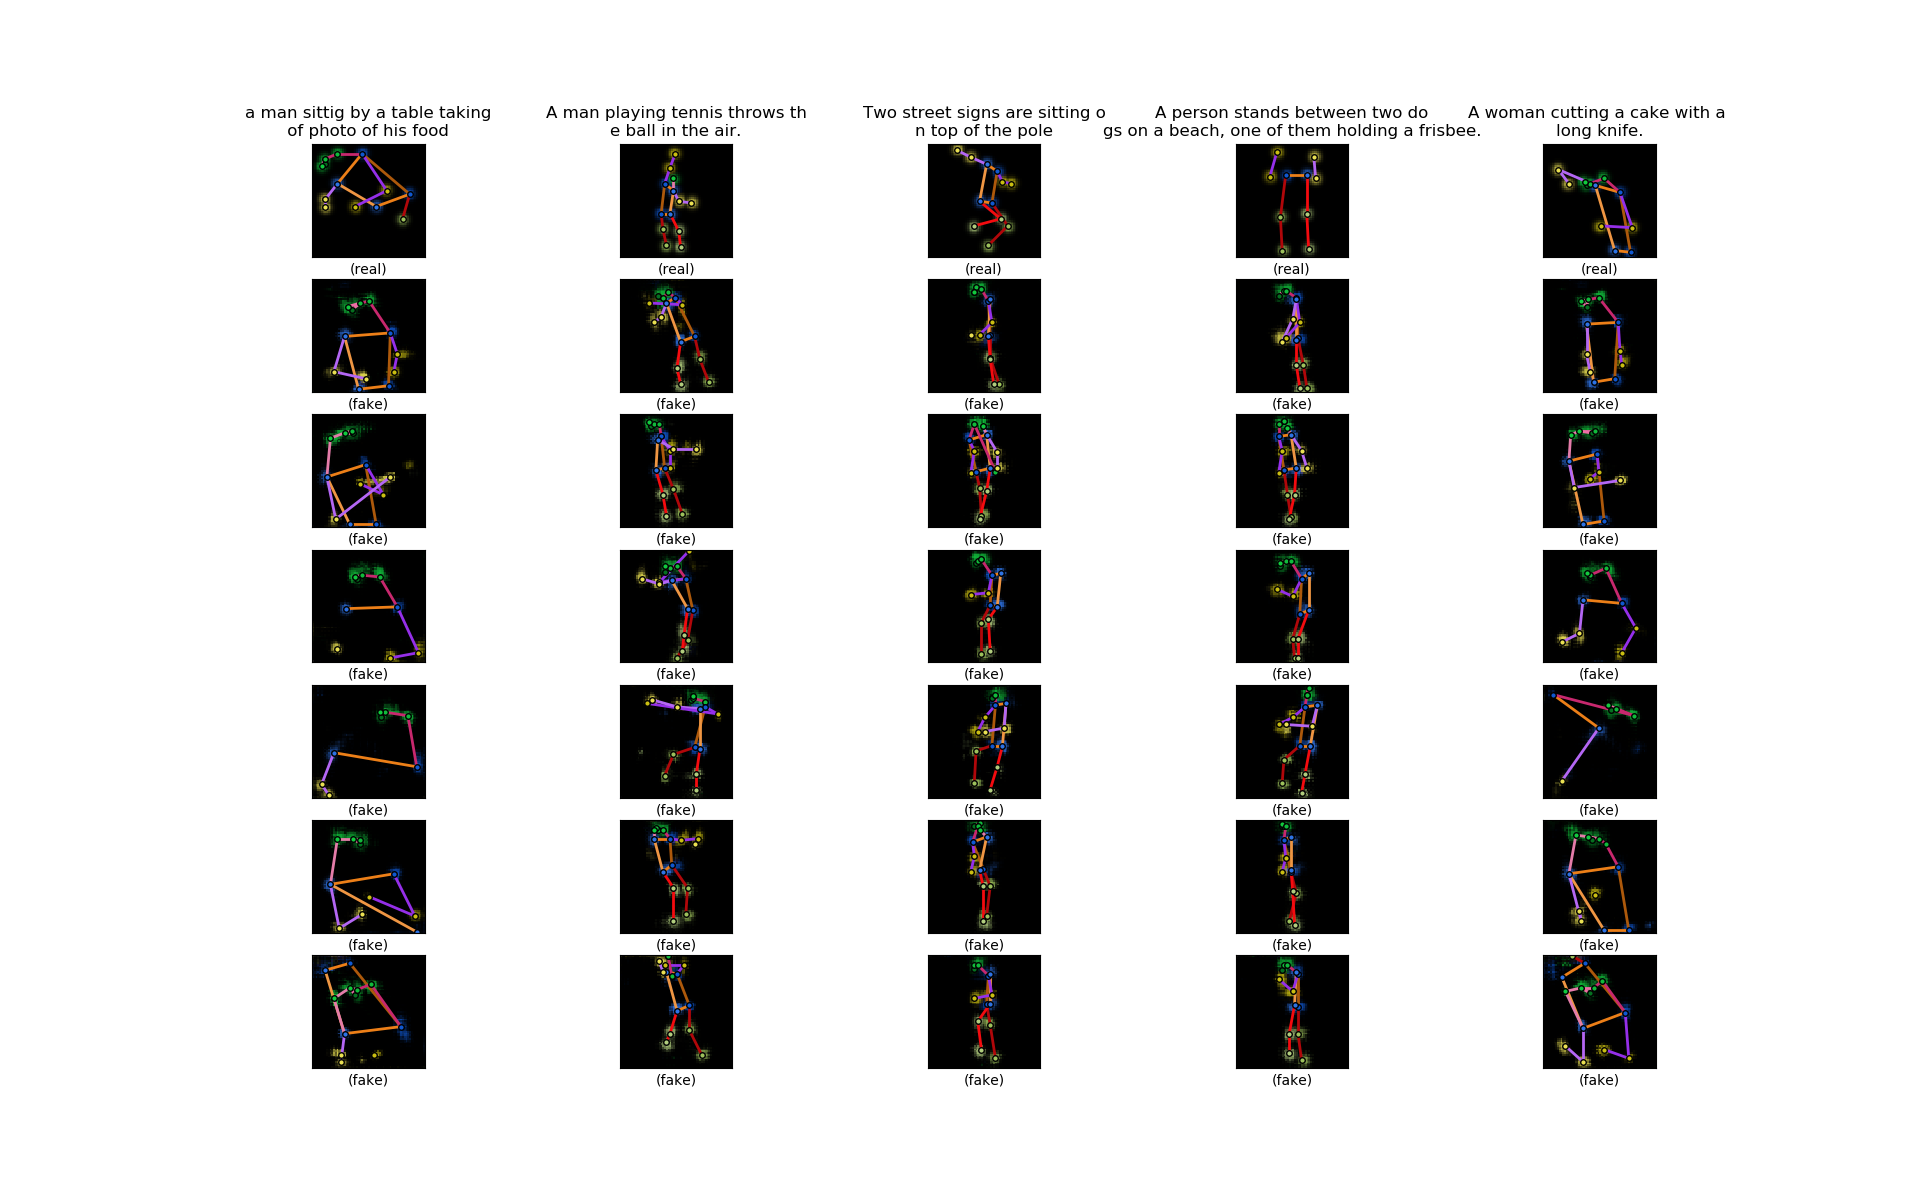 a man sittig by a table taking
of photo of his food
A man playing tennis throws th
e ball in the air.
Two street signs are sitting o
n top of the pole
A person stands between two do
gs on a beach, one of them holding a frisbee.
A woman cutting a cake with a
long knife.
(real) (real) (real) (real) (real)
(fake) (fake) (fake) (fake) (fake)
(fake) (fake) (fake) (fake) (fake)
(fake) (fake) (fake) (fake) (fake)
(fake) (fake) (fake) (fake) (fake)
(fake) (fake) (fake) (fake) (fake)
(fake) (fake) (fake) (fake) (fake)